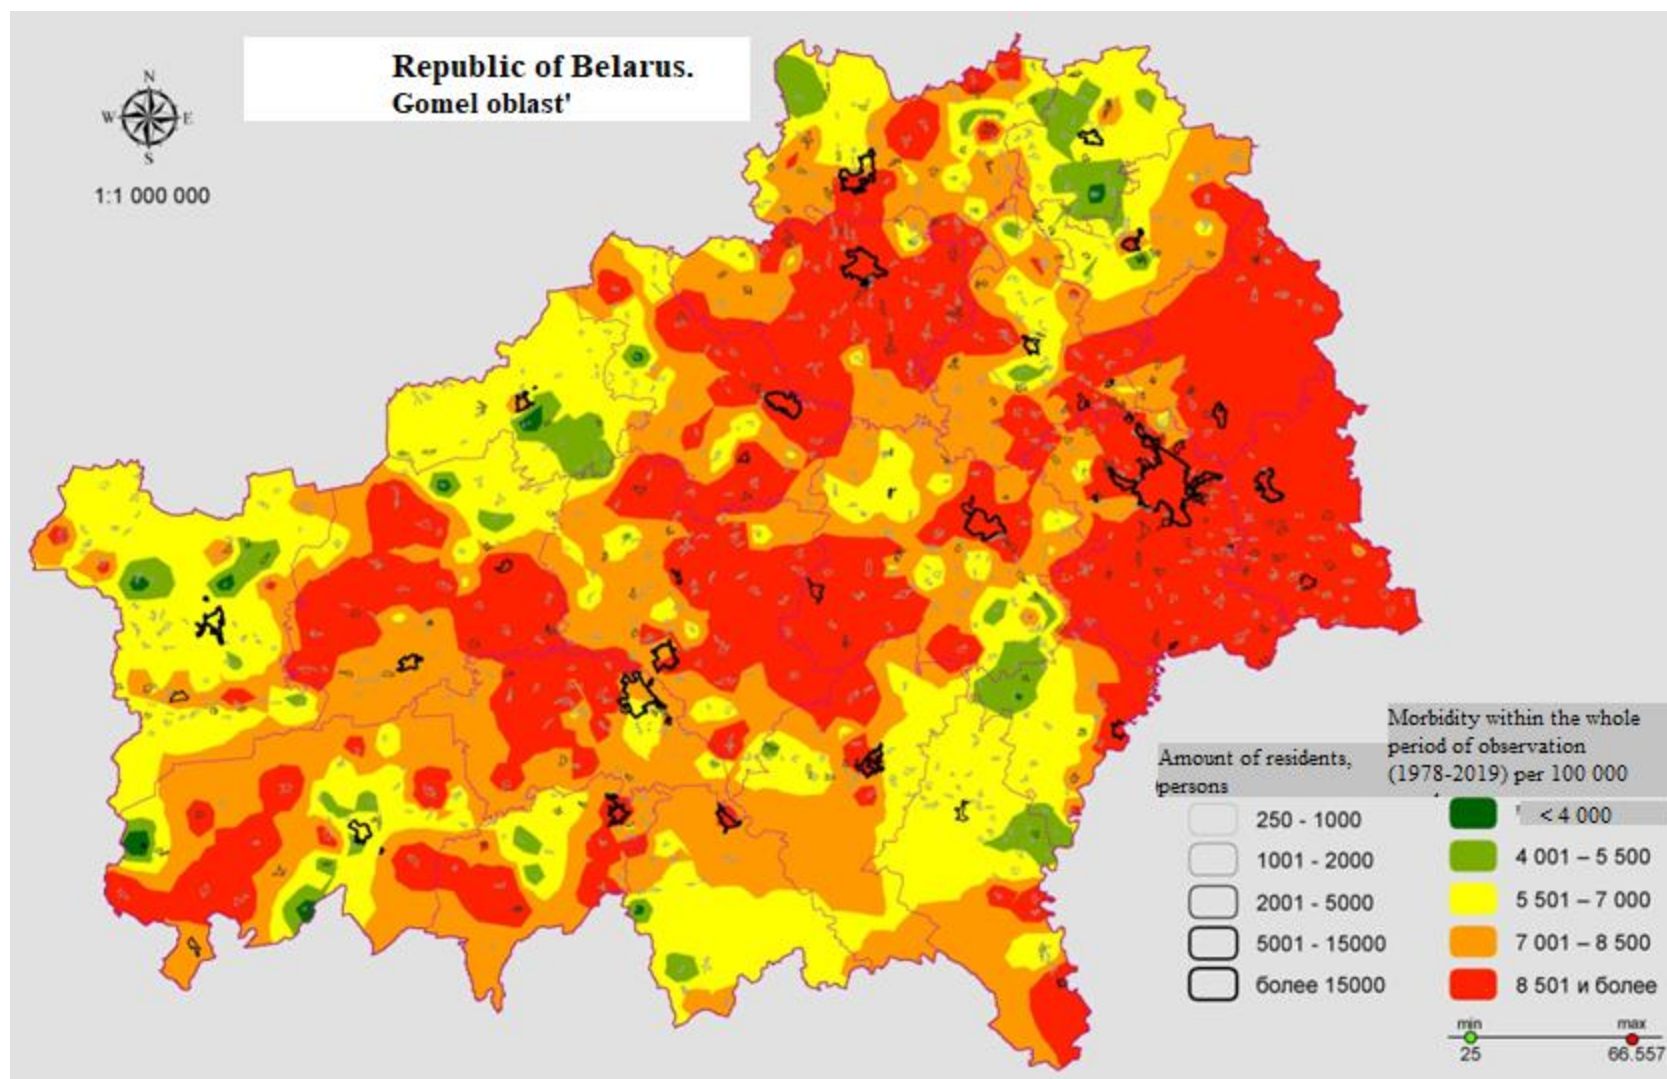 Republic of Belarus.
Gomel oblast'
N
W E
S
1:1 000 000
Amount of residents,
persons
250 - 1000
1001 - 2000
2001 - 5000
5001 - 15000
более 15000
Morbidity within the whole
period of observation
(1978-2019) per 100 000
< 4 000
4 001 – 5 500
5 501 – 7 000
7 001 – 8 500
8 501 и более
min max
25 66.557